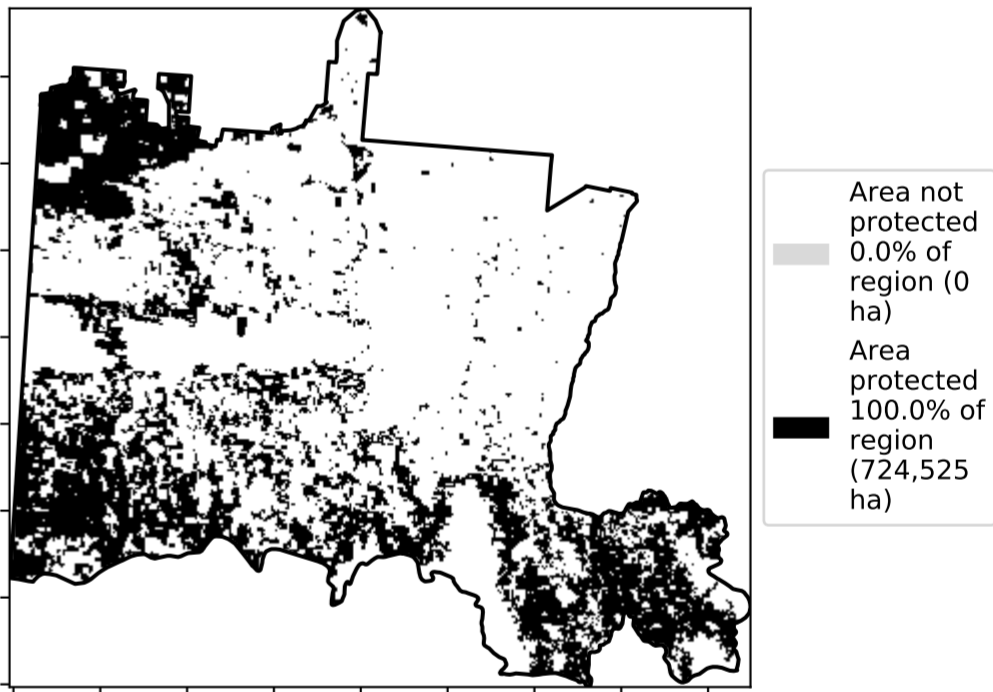 Area not
protected
0.0% of
region (0
ha)
Area
protected
100.0% of
region
(724,525
ha)